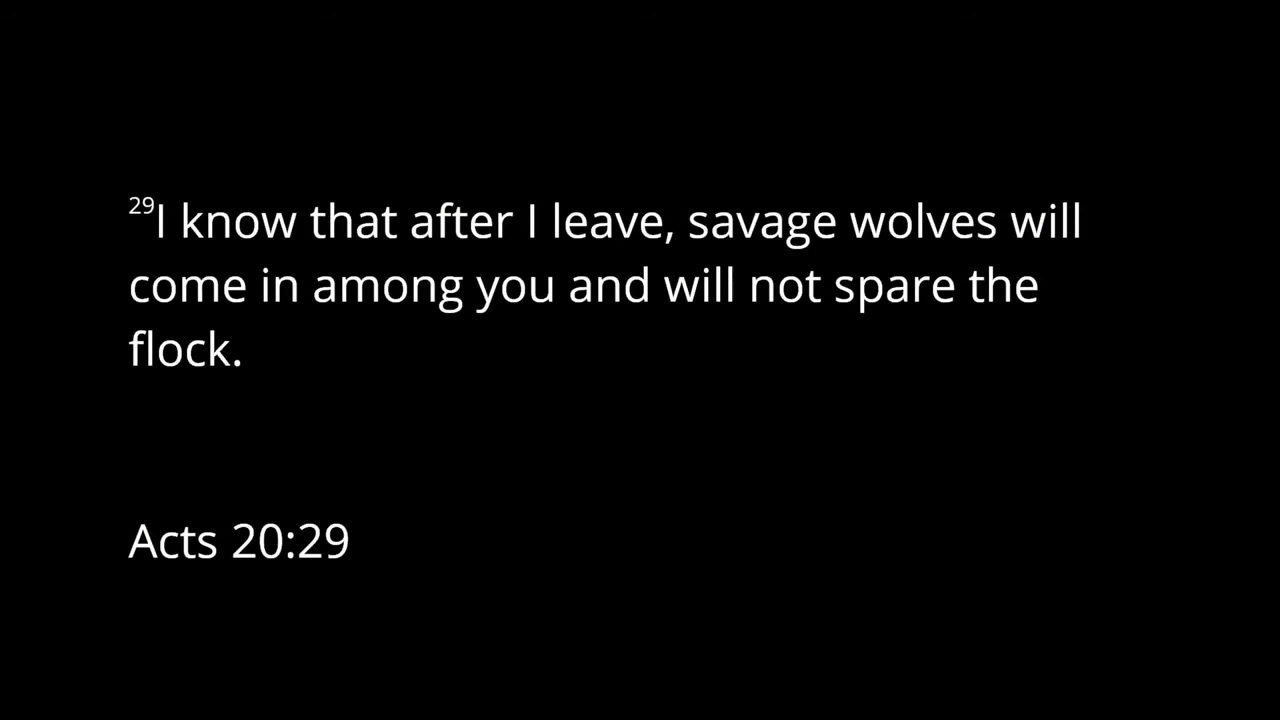 29I know that after I leave, savage wolves will
come in among you and will not spare the
flock.
Acts 20:29